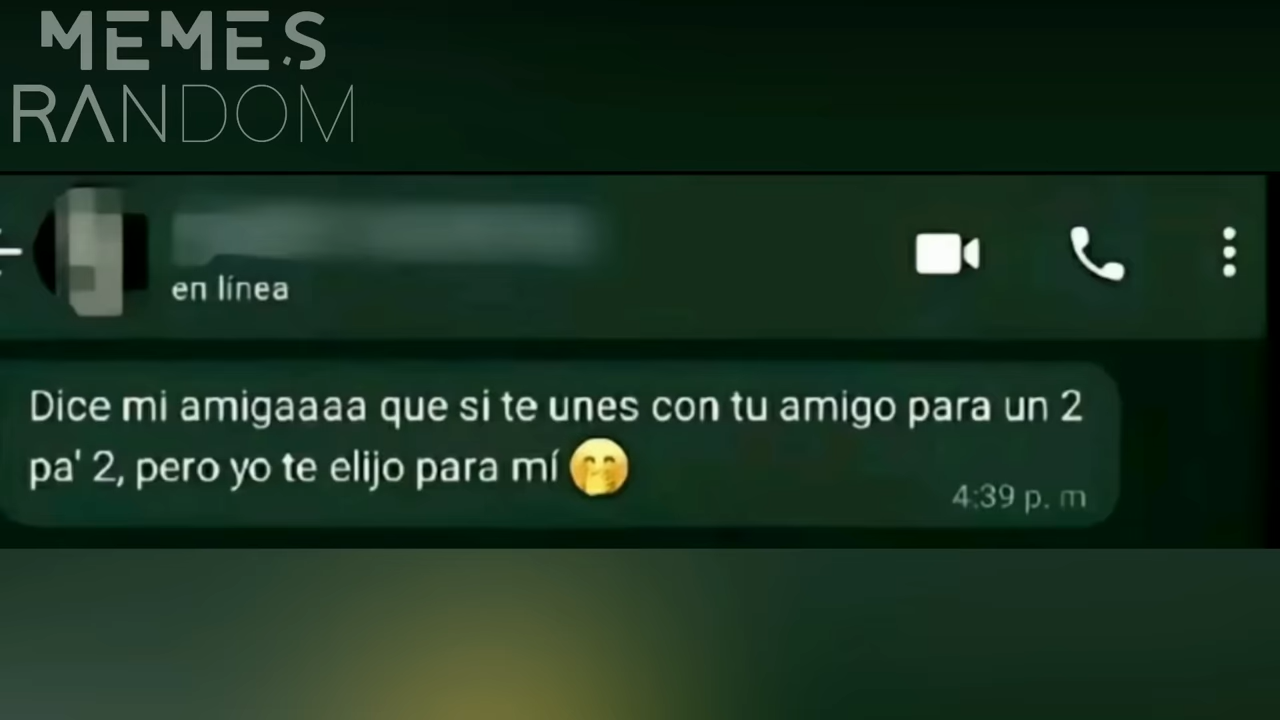 MEMES
RANDOM
en línea
Dice mi amigaaaa que si te unes con tu amigo para un 2
pa' 2, pero yo te elijo para mí 🤭
4:39 p. m